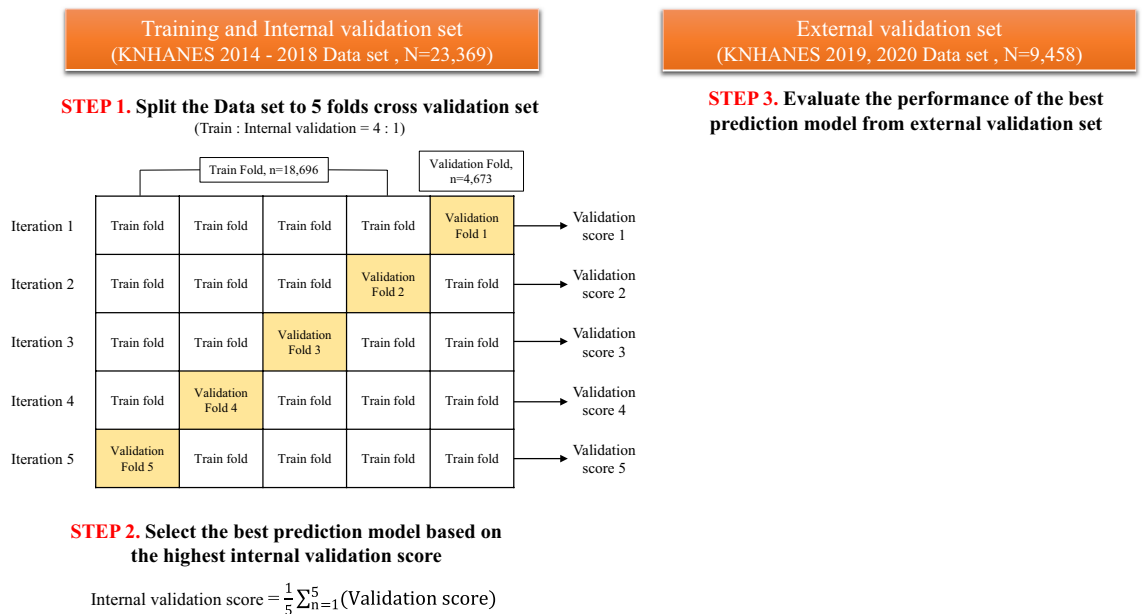 Training and Internal validation set
(KNHANES 2014 - 2018 Data set , N=23,369)
STEP 1. Split the Data set to 5 folds cross validation set
(Train : Internal validation = 4 : 1)
Train Fold, n=18,696
Validation Fold,
n=4,673
Iteration 1
Train fold
Train fold
Train fold
Train fold
Validation
Fold 1
Validation
score 1
Iteration 2
Train fold
Train fold
Train fold
Validation
Fold 2
Train fold
Validation
score 2
Iteration 3
Train fold
Train fold
Validation
Fold 3
Train fold
Train fold
Validation
score 3
Iteration 4
Train fold
Validation
Fold 4
Train fold
Train fold
Train fold
Validation
score 4
Iteration 5
Validation
Fold 5
Train fold
Train fold
Train fold
Train fold
Validation
score 5
STEP 2. Select the best prediction model based on
the highest internal validation score
Internal validation score = 1/5 ∑_{n=1}^{5}(Validation score)
External validation set
(KNHANES 2019, 2020 Data set , N=9,458)
STEP 3. Evaluate the performance of the best
prediction model from external validation set